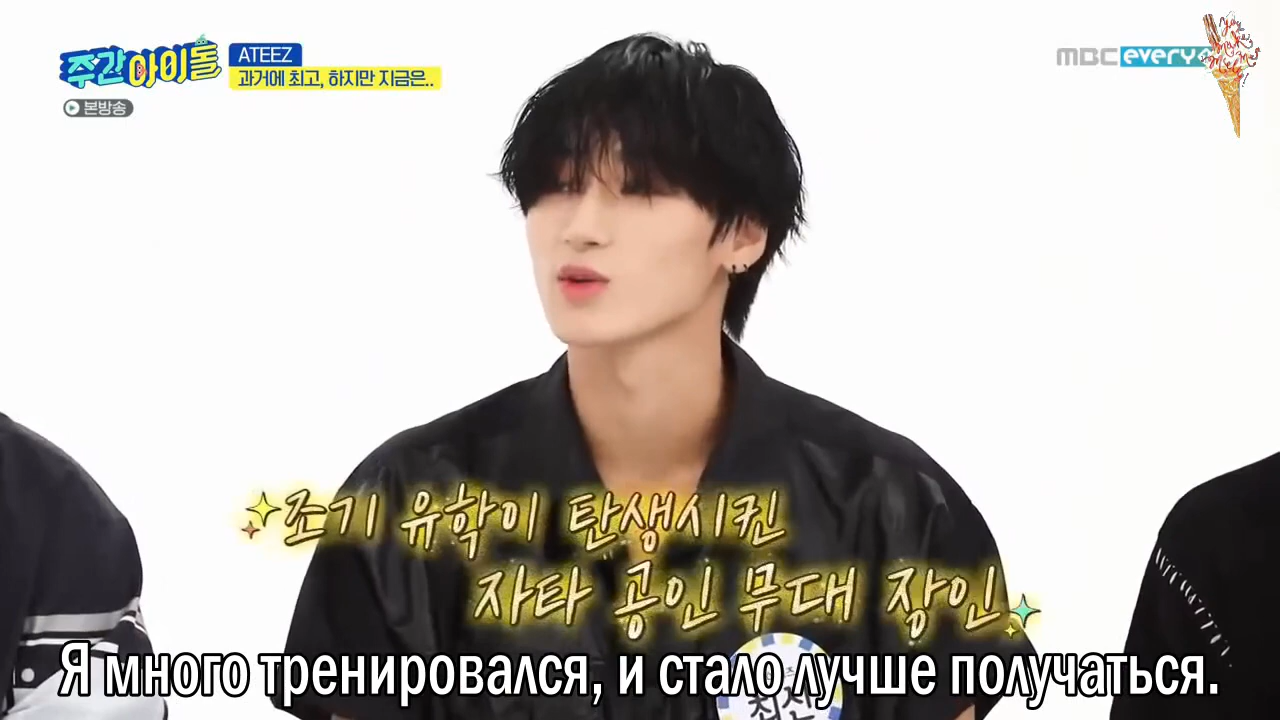 주간아이돌
ATEEZ
과거에 최고, 하지만 지금은..
본방송
MBC every
조기 유학이 탄생시킨
자타 공인 무대 장인
Я много тренировался, и стало лучше получаться.